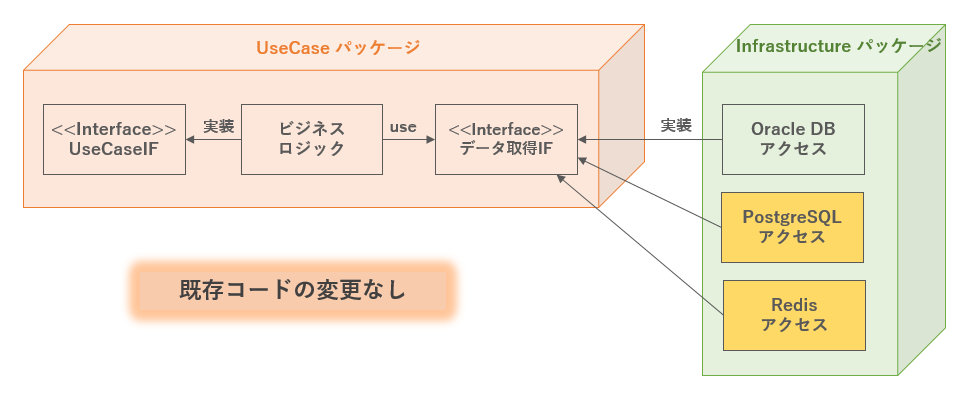 UseCase パッケージ
Infrastructure パッケージ
<<Interface>>
UseCaseIF
実装
ビジネス
ロジック
use
<<Interface>>
データ取得IF
実装
Oracle DB
アクセス
PostgreSQL
アクセス
Redis
アクセス
既存コードの変更なし